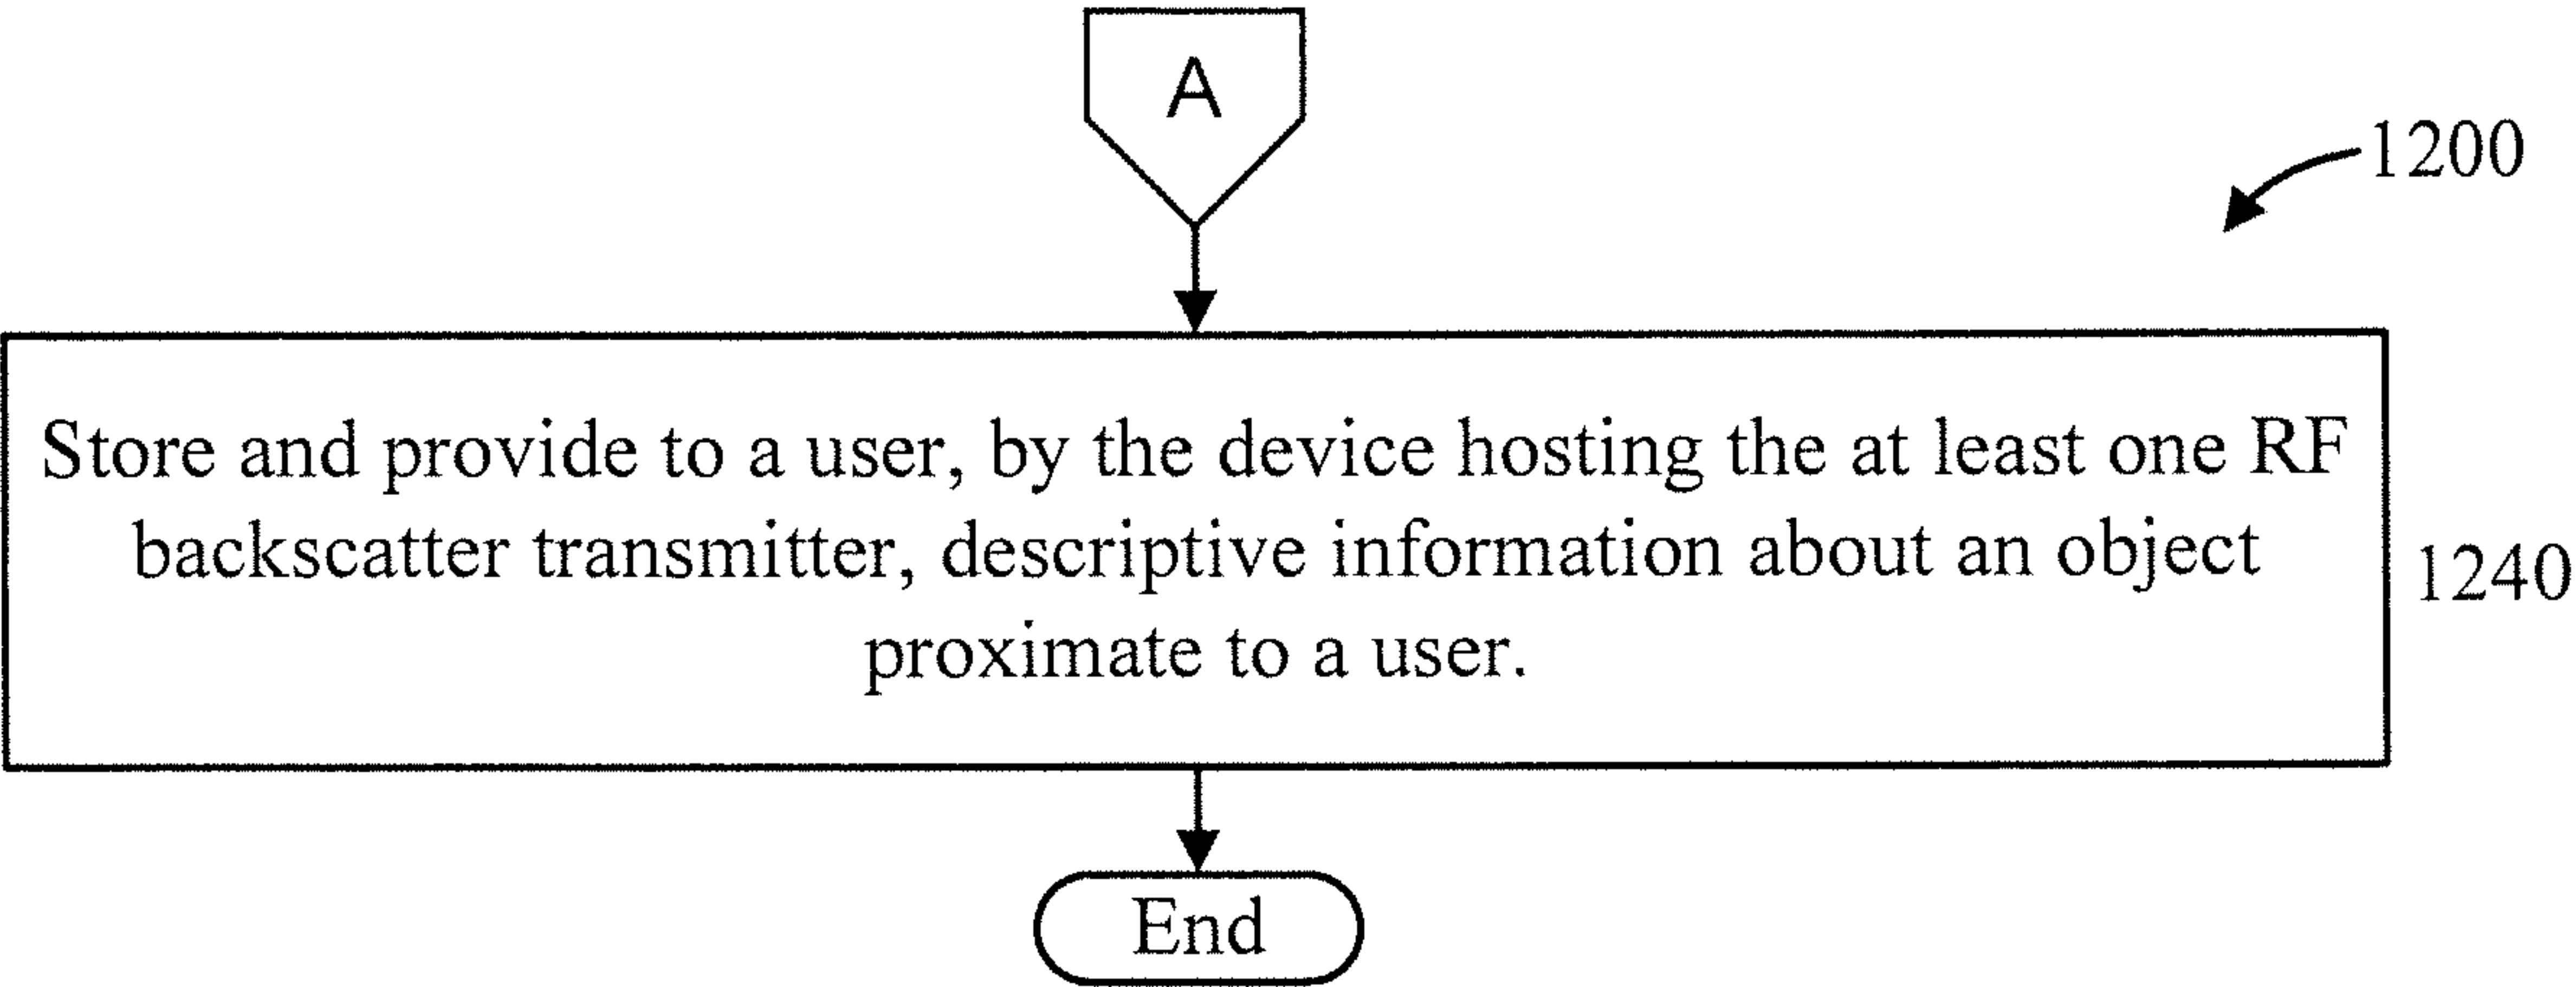 A
1200
Store and provide to a user, by the device hosting the at least one RF
backscatter transmitter, descriptive information about an object
proximate to a user.
1240
End